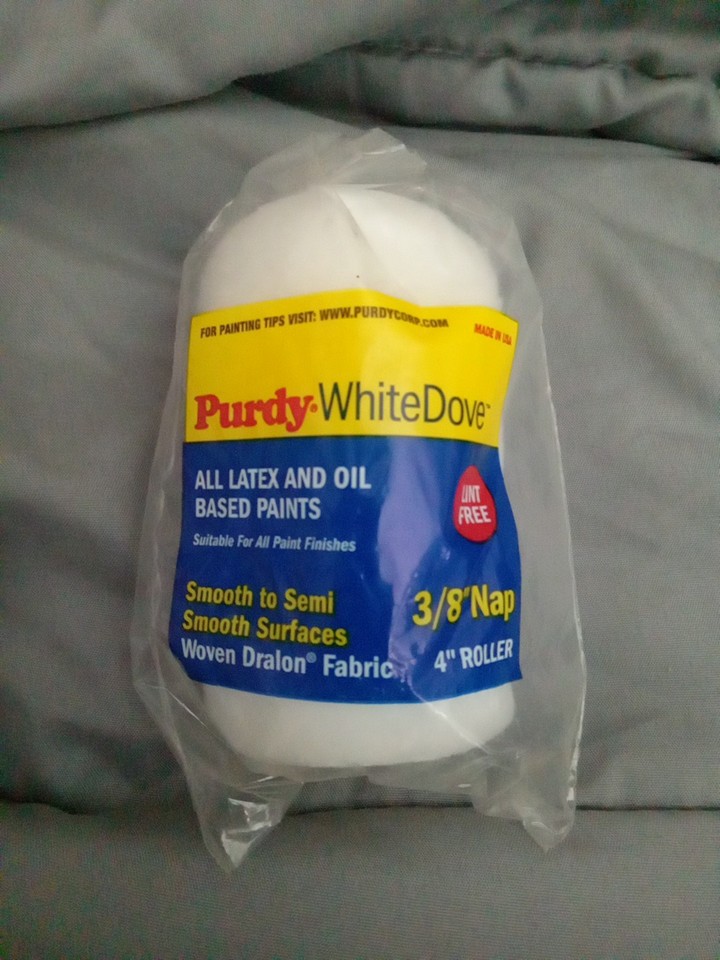 FOR PAINTING TIPS VISIT: WWW.PURDYCORP.COM MADE IN USA
Purdy® WhiteDove™
ALL LATEX AND OIL
BASED PAINTS
LINT
FREE
Suitable For All Paint Finishes
Smooth to Semi
Smooth Surfaces
3/8" Nap
Woven Dralon® Fabric
4" ROLLER